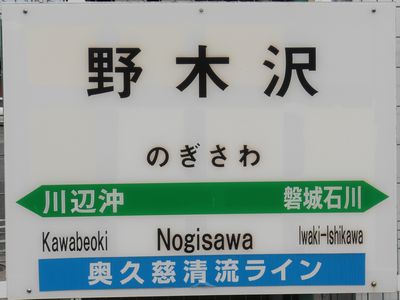 野木沢
のぎさわ
川辺沖 磐城石川
Kawabeoki Nogisawa Iwaki-Ishikawa
奥久慈清流ライン